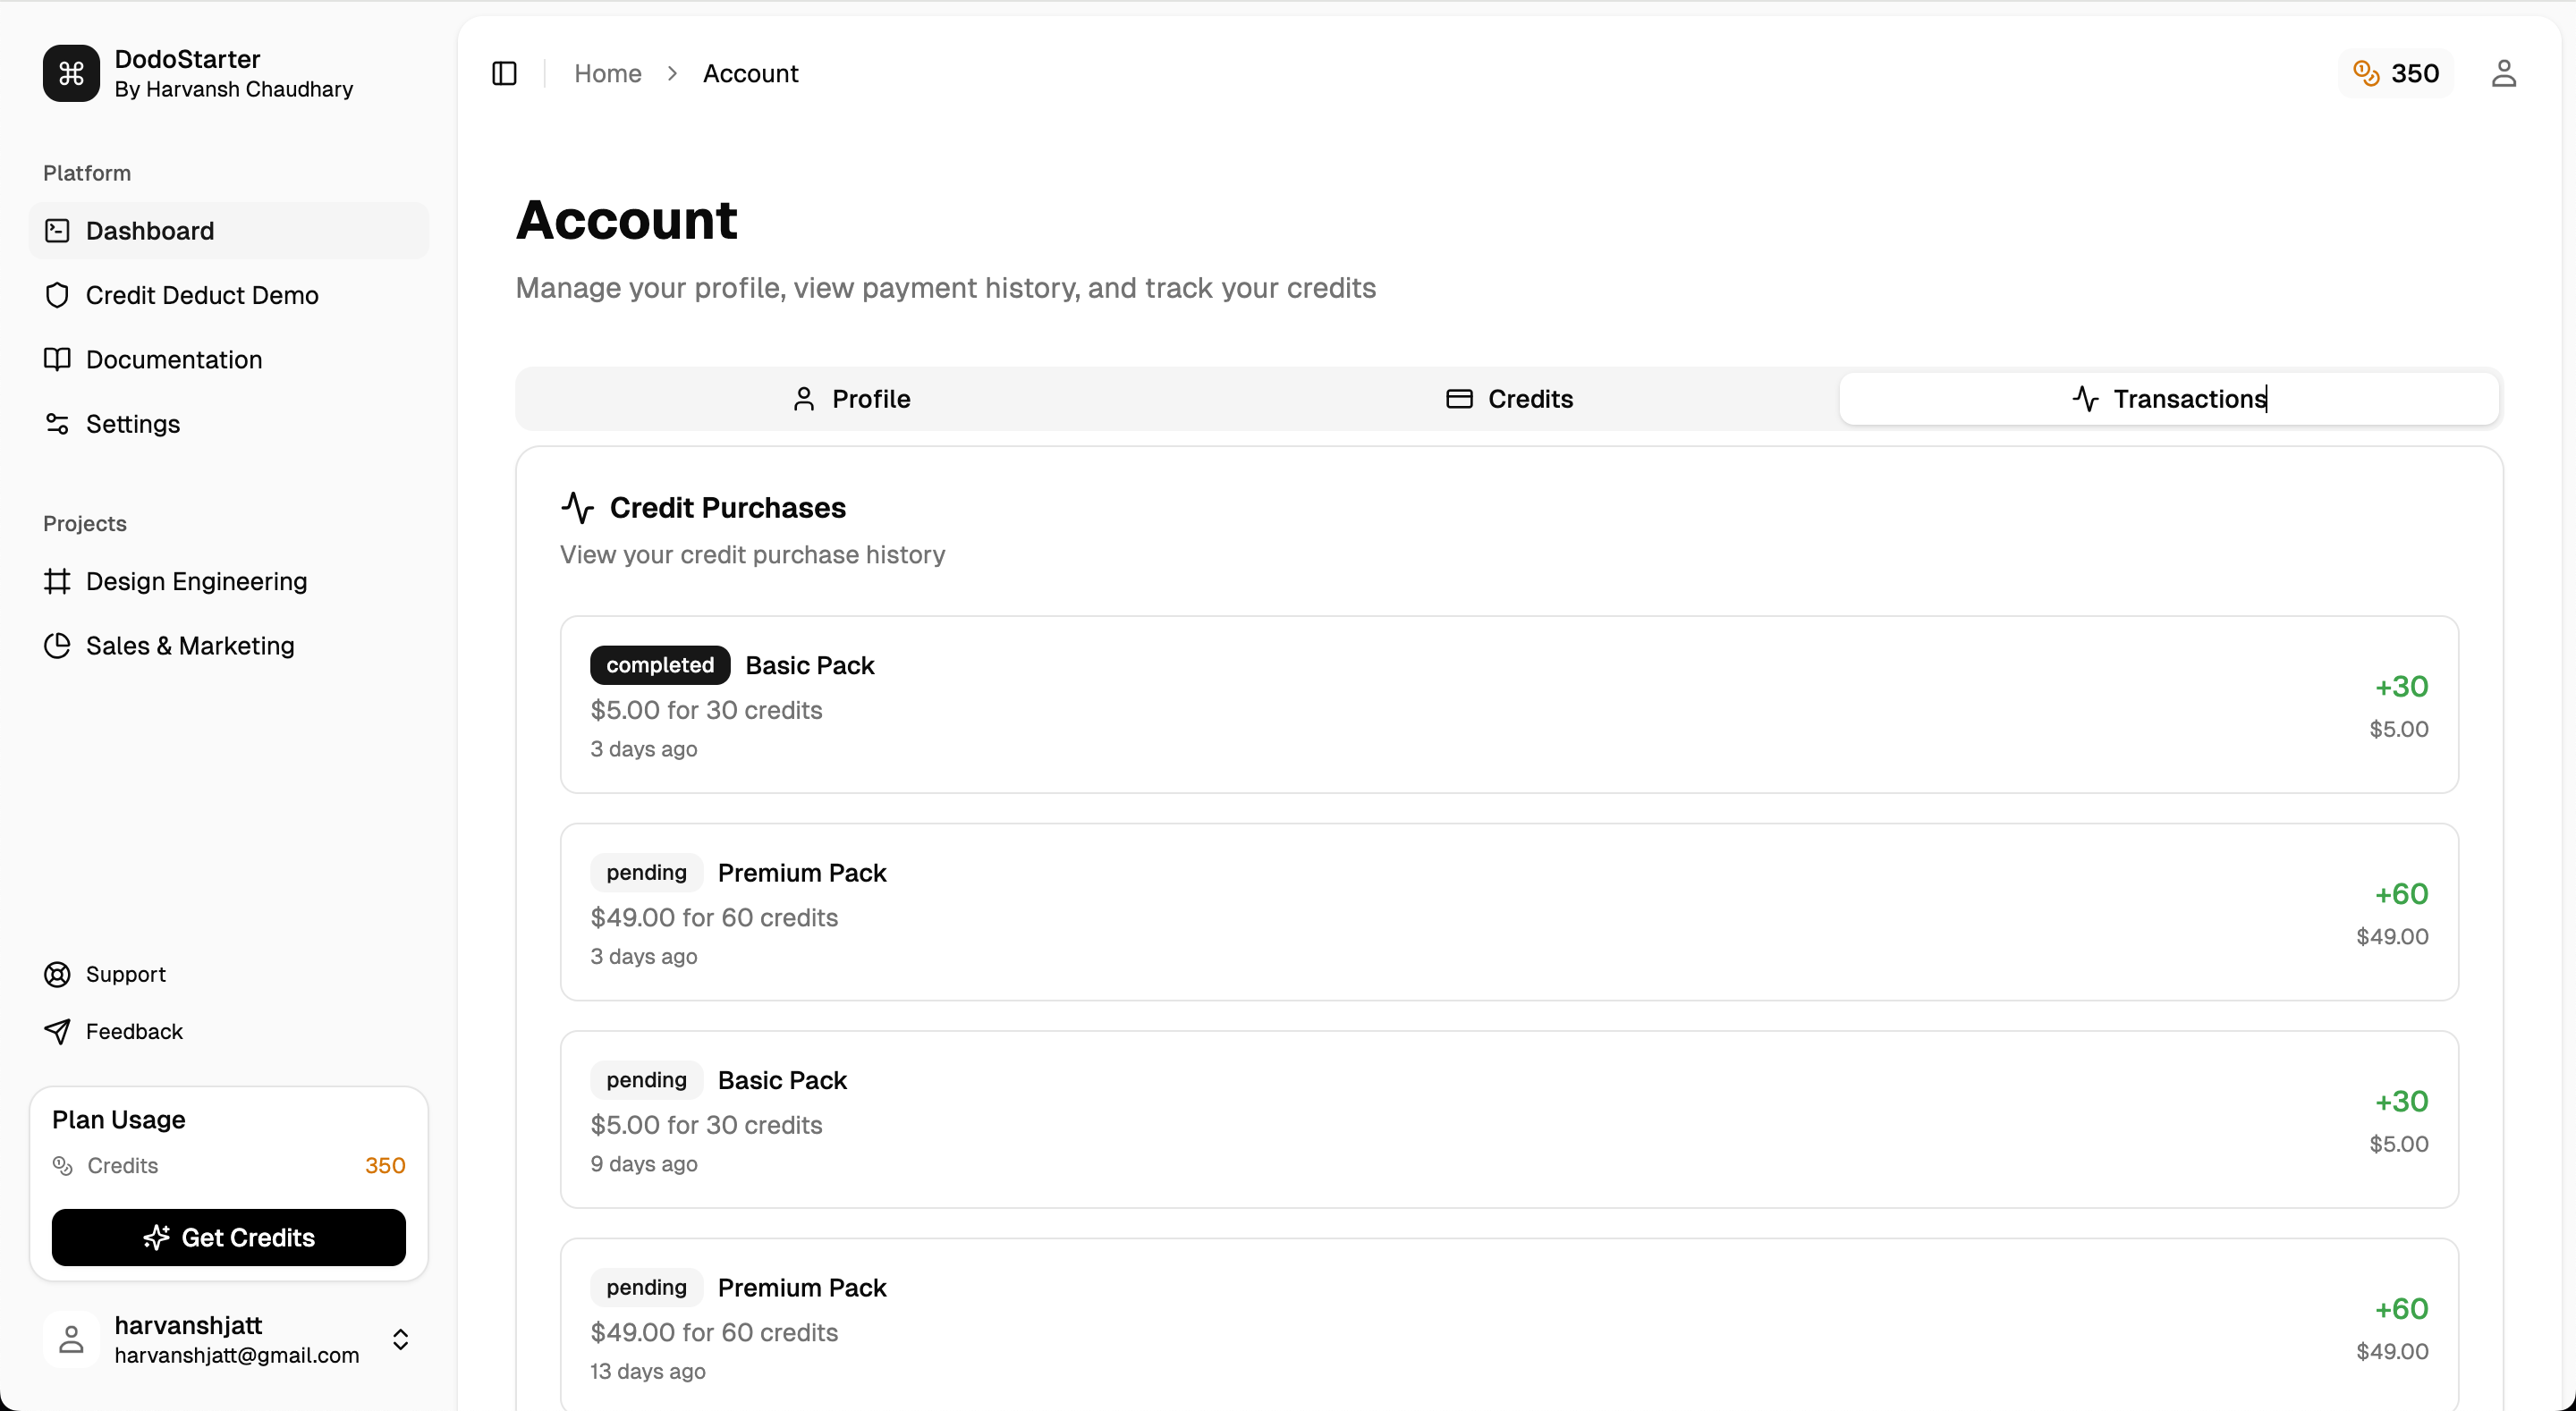 DodoStarter
By Harvansh Chaudhary
Platform
Dashboard
Credit Deduct Demo
Documentation
Settings
Projects
Design Engineering
Sales & Marketing
Support
Feedback
Plan Usage
Credits 350
Get Credits
harvanshjatt
harvanshjatt@gmail.com
Home > Account
350
Account
Manage your profile, view payment history, and track your credits
Profile Credits Transactions
Credit Purchases
View your credit purchase history
completed Basic Pack
$5.00 for 30 credits
3 days ago
+30
$5.00
pending Premium Pack
$49.00 for 60 credits
3 days ago
+60
$49.00
pending Basic Pack
$5.00 for 30 credits
9 days ago
+30
$5.00
pending Premium Pack
$49.00 for 60 credits
13 days ago
+60
$49.00